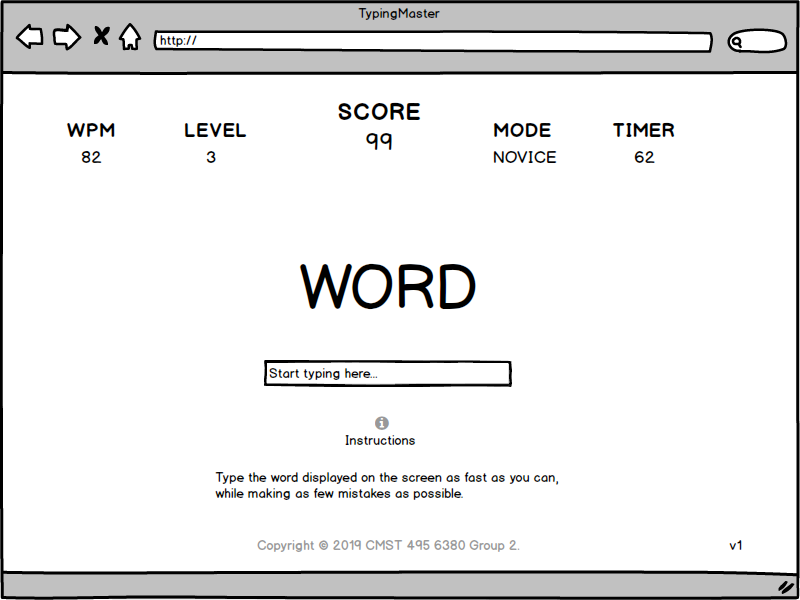 TypingMaster
http://
SCORE
99
WPM
LEVEL
MODE
TIMER
82
3
NOVICE
62
WORD
Start typing here...
Instructions
Type the word displayed on the screen as fast as you can,
while making as few mistakes as possible.
Copyright © 2019 CMST 495 6380 Group 2.
v1